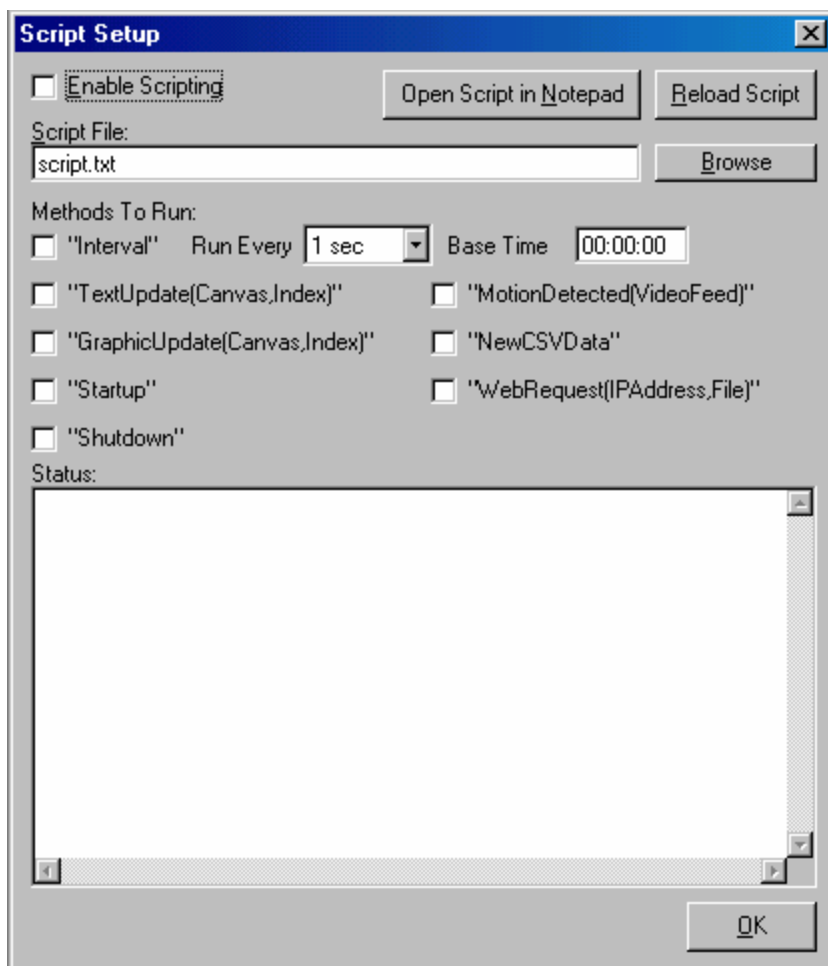 Script Setup
Enable Scripting
Open Script in Notepad
Reload Script
Script File:
script.txt
Browse
Methods To Run:
"Interval" Run Every 1 sec Base Time 00:00:00
"TextUpdate(Canvas,Index)" "MotionDetected(VideoFeed)"
"GraphicUpdate(Canvas,Index)" "NewCSVData"
"Startup" "WebRequest(IPAddress,File)"
"Shutdown"
Status:
OK